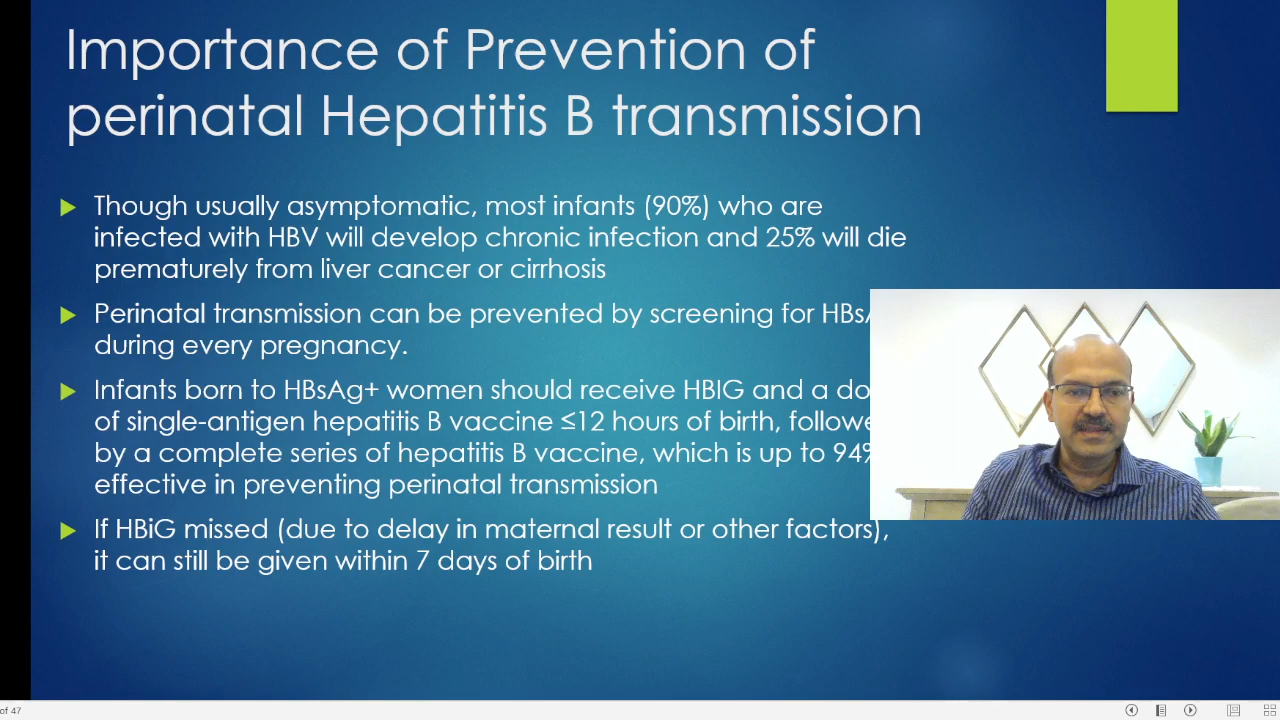 Importance of Prevention of
perinatal Hepatitis B transmission
Though usually asymptomatic, most infants (90%) who are
infected with HBV will develop chronic infection and 25% will die
prematurely from liver cancer or cirrhosis
Perinatal transmission can be prevented by screening for
during every pregnancy.
Infants born to HBsAg+ women should receive HBIG and a
of single-antigen hepatitis B vaccine ≤12 hours of birth,
by a complete series of hepatitis B vaccine, which is up to 94%
effective in preventing perinatal transmission
If HBiG missed (due to delay in maternal result or other factors),
it can still be given within 7 days of birth
of 47